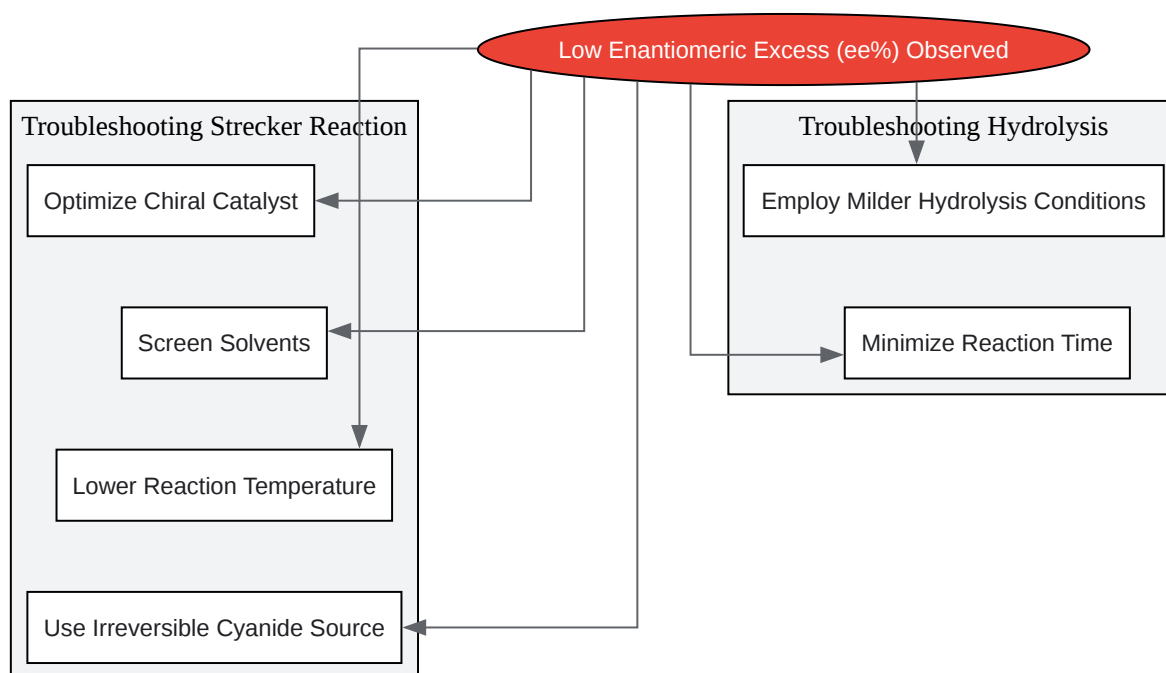 Low Enantiomeric Excess (ee%) Observed
Troubleshooting Strecker Reaction
Optimize Chiral Catalyst
Screen Solvents
Lower Reaction Temperature
Use Irreversible Cyanide Source
Troubleshooting Hydrolysis
Employ Milder Hydrolysis Conditions
Minimize Reaction Time